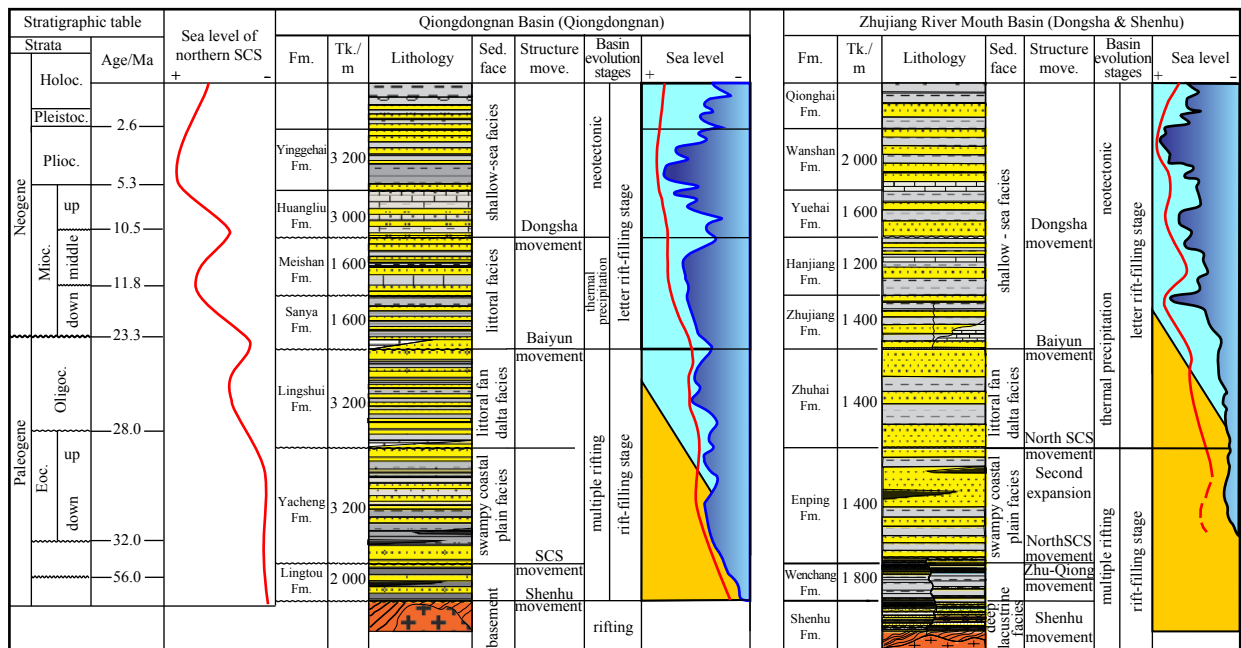 Stratigraphic table
Strata
Age/Ma
Sea level of
northern SCS
+
–
Neogene
Paleogene
Holoc.
Pleistoc.
Plioc.
Mioc.
up
middle
down
Oligoc.
Eoc.
up
down
2.6
5.3
10.5
11.8
23.3
28.0
32.0
56.0
Qiongdongnan Basin (Qiongdongnan)
Fm.
Tk./
m
Lithology
Sed.
face
Structure
move.
Basin
evolution
stages
Sea level
+
–
Yinggehai
Fm.
3 200
Huangliu
Fm.
3 000
Meishan
Fm.
1 600
Sanya
Fm.
1 600
Lingshui
Fm.
3 200
Yacheng
Fm.
3 200
Lingtou
Fm.
2 000
shallow-sea facies
littoral facies
littoral fan
delta facies
swampy coastal
plain facies
basement
Dongsha
movement
Baiyun
movement
SCS
movement
Shenhu
movement
neotectonic
thermal
precipitation
letter rift-filling stage
multiple rifting
rift-filling stage
rifting
Zhujiang River Mouth Basin (Dongsha & Shenhu)
Fm.
Tk./
m
Lithology
Sed.
face
Structure
move.
Basin
evolution
stages
Sea level
+
–
Qionghai
Fm.
Wanshan
Fm.
2 000
Yuehai
Fm.
1 600
Hanjiang
Fm.
1 200
Zhujiang
Fm.
1 400
Zhuhai
Fm.
1 400
Enping
Fm.
1 400
Wenchang
Fm.
1 800
Shenhu
Fm.
shallow - sea facies
littoral fan
delta facies
swampy coastal
plain facies
deep
lacustrine
facies
Dongsha
movement
Baiyun
movement
North SCS
movement
Second
expansion
NorthSCS
movement
Zhu-Qiong
movement
Shenhu
movement
neotectonic
thermal precipitation
letter rift-filling stage
multiple rifting
rift-filling stage